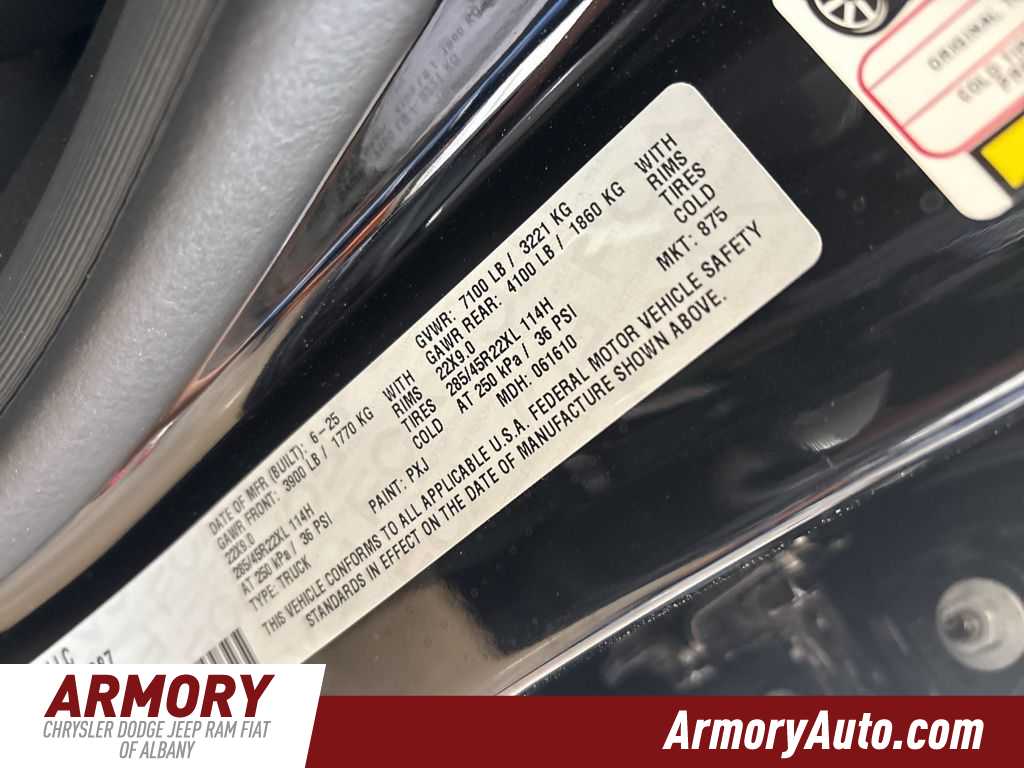 DATE OF MFR (BUILT): 6-25
GVWR: 7100 LB / 3221 KG
GAWR FRONT: 3900 LB / 1770 KG WITH
GAWR REAR: 4100 LB / 1860 KG WITH
22X9.0 RIMS
22X9.0 RIMS
285/45R22XL 114H TIRES
285/45R22XL 114H TIRES
AT 250 kPa / 36 PSI COLD
AT 250 kPa / 36 PSI COLD
TYPE: TRUCK PAINT: PXJ MDH: 061610 MKT: 875
THIS VEHICLE CONFORMS TO ALL APPLICABLE U.S.A. FEDERAL MOTOR VEHICLE SAFETY
STANDARDS IN EFFECT ON THE DATE OF MANUFACTURE SHOWN ABOVE.
ORIGINAL
COLD
ARMORY
CHRYSLER DODGE JEEP RAM FIAT
OF ALBANY
ArmoryAuto.com